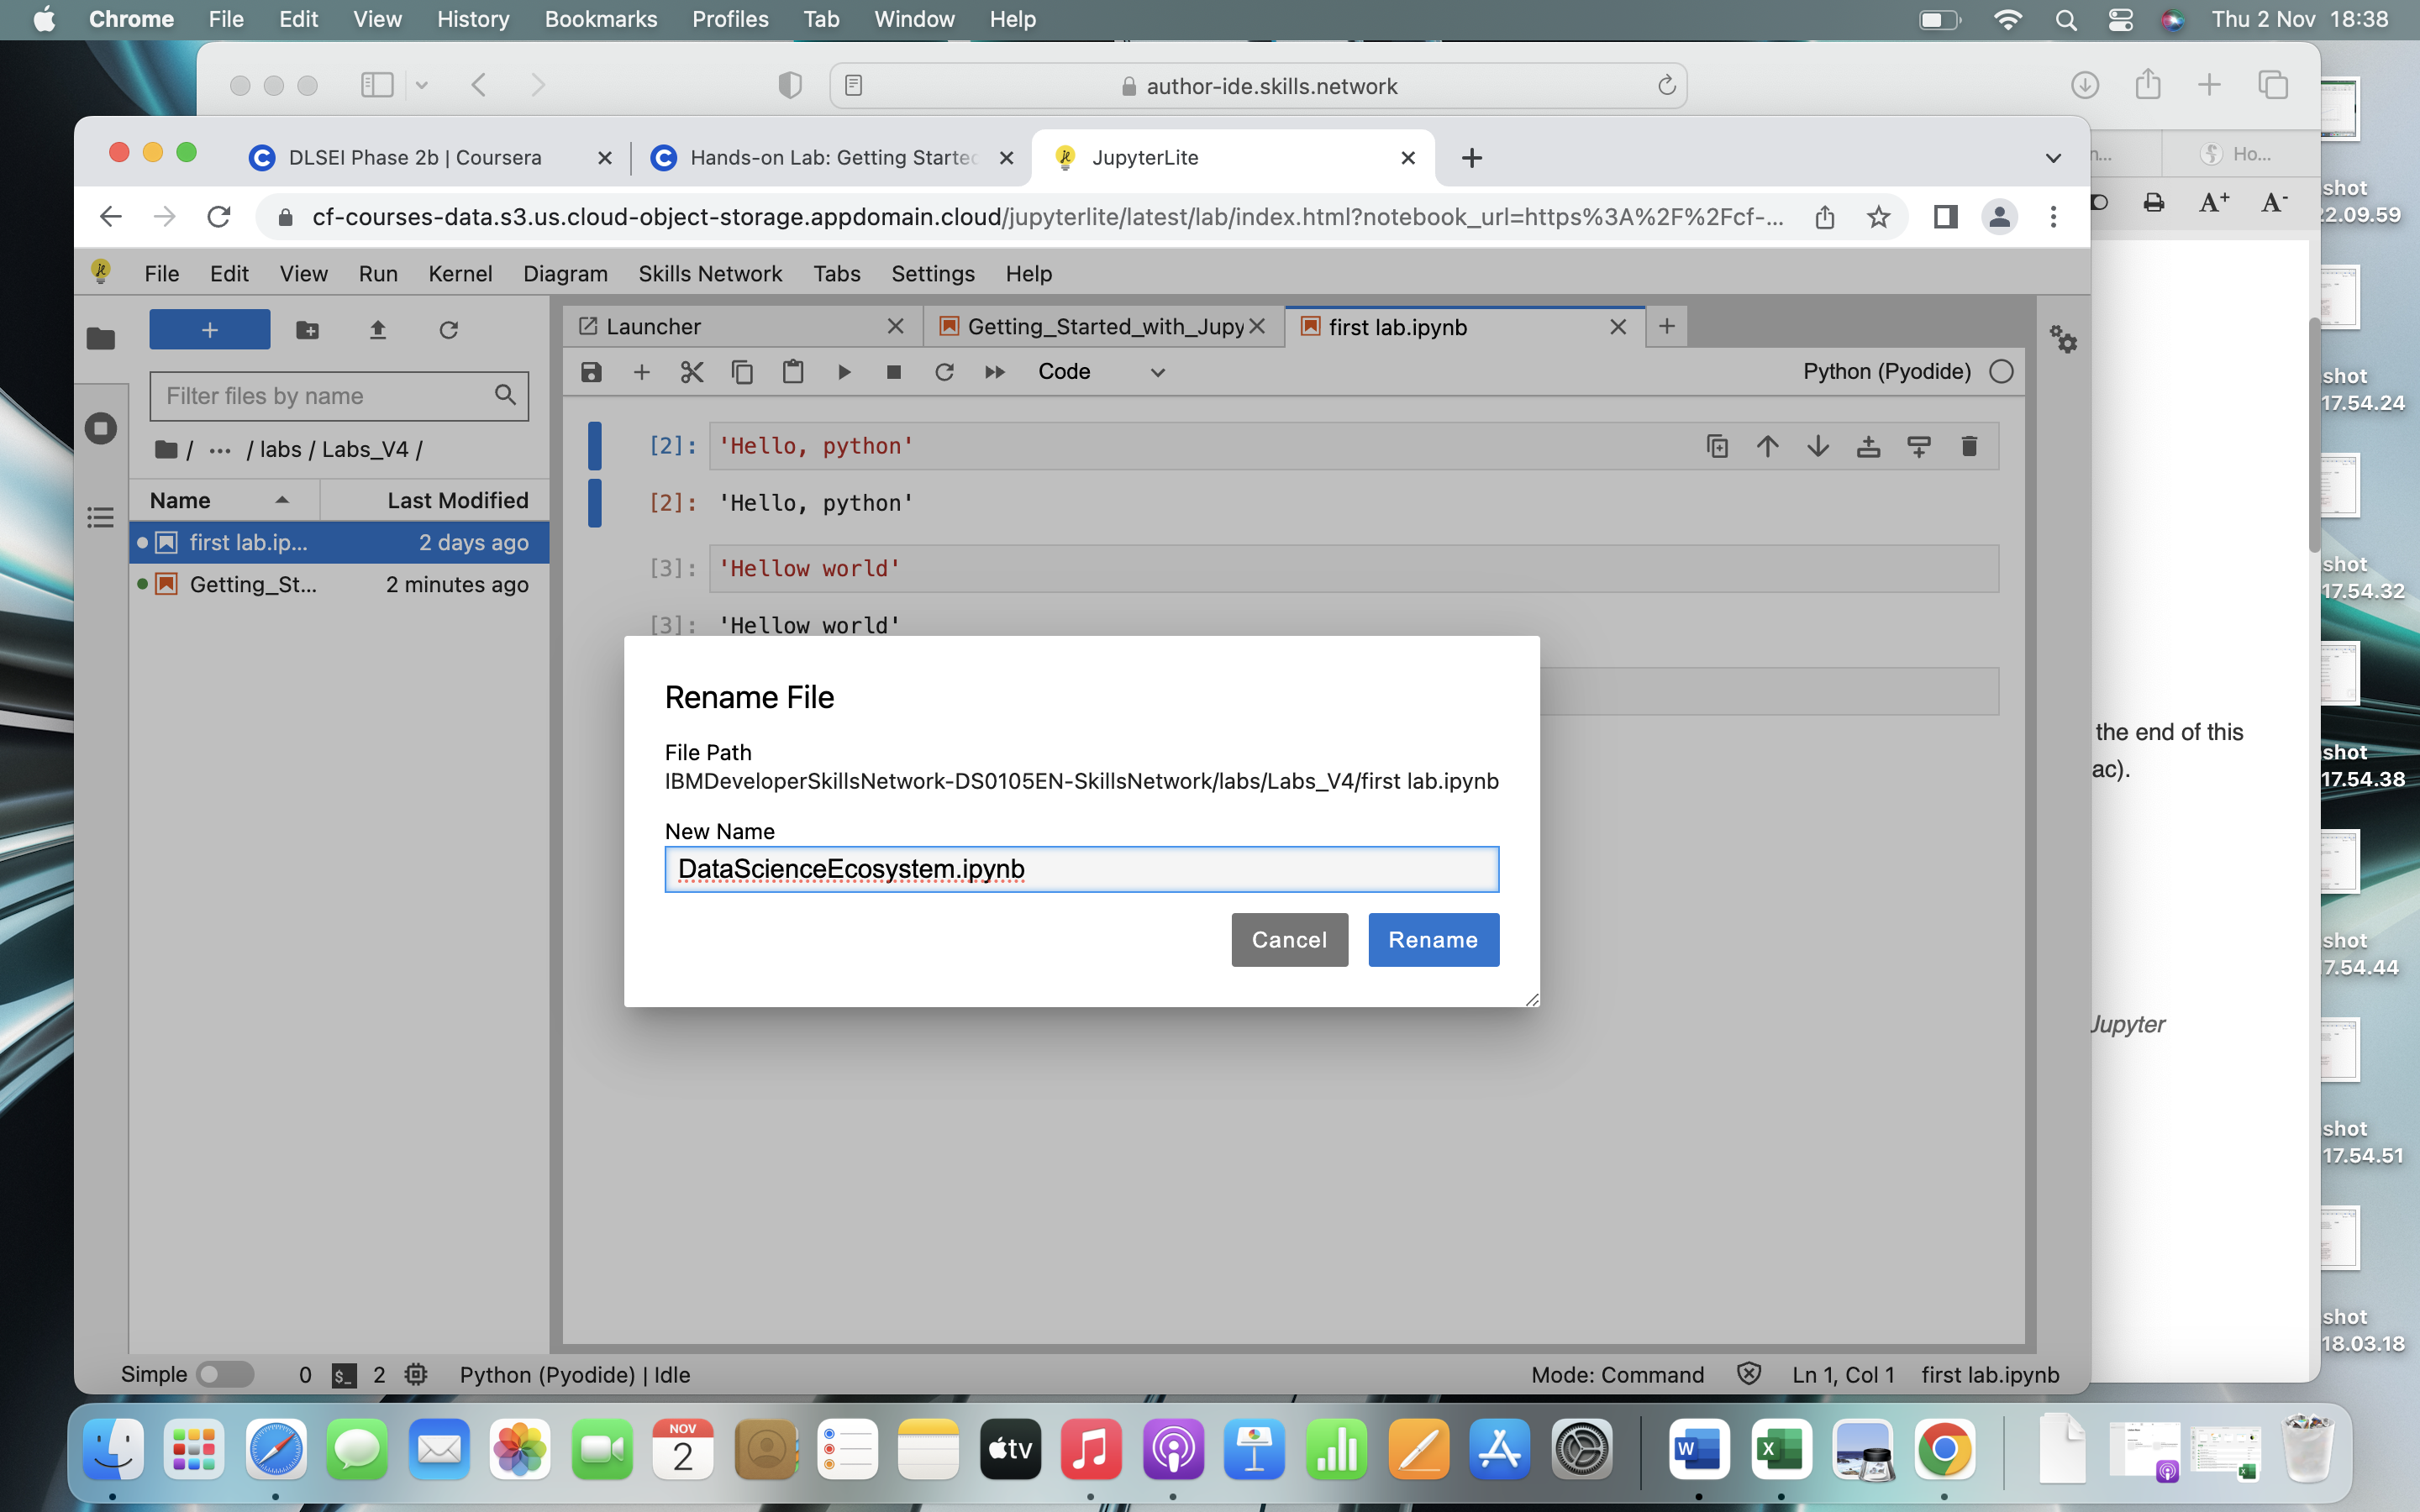 Chrome File Edit View History Bookmarks Profiles Tab Window Help Thu 2 Nov 18:38
author-ide.skills.network
DLSEI Phase 2b | Coursera
Hands-on Lab: Getting Started
JupyterLite
n...
Ho...
cf-courses-data.s3.us.cloud-object-storage.appdomain.cloud/jupyterlite/latest/lab/index.html?notebook_url=https%3A%2F%2Fcf-...
A+ A-
File Edit View Run Kernel Diagram Skills Network Tabs Settings Help
Launcher
Getting_Started_with_Jupy
first lab.ipynb
Code
Python (Pyodide)
Filter files by name
/ ... / labs / Labs_V4 /
Name Last Modified
first lab.ip... 2 days ago
Getting_St... 2 minutes ago
[2]: 'Hello, python'
[2]: 'Hello, python'
[3]: 'Hellow world'
[3]: 'Hellow world'
Rename File
File Path
IBMDeveloperSkillsNetwork-DS0105EN-SkillsNetwork/labs/Labs_V4/first lab.ipynb
New Name
DataScienceEcosystem.ipynb
Cancel Rename
the end of this
ac).
Jupyter
shot
22.09.59
shot
17.54.24
shot
17.54.32
shot
17.54.38
shot
17.54.44
shot
17.54.51
shot
18.03.18
Simple 0 $_ 2 Python (Pyodide) | Idle Mode: Command Ln 1, Col 1 first lab.ipynb
NOV
2
tv
W
X